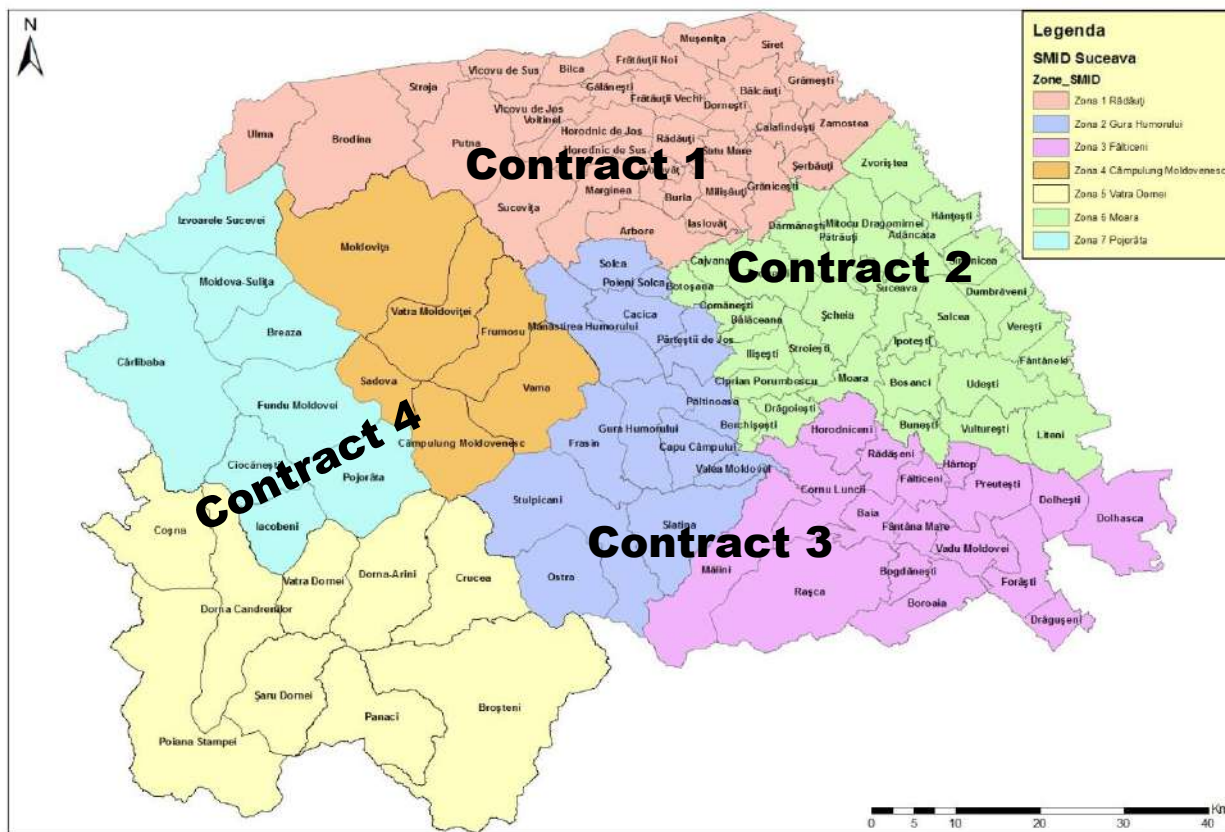 N
Legenda
SMID Suceava
Zone_SMID
Zona 1 Rădăuți
Zona 2 Gura Humorului
Zona 3 Fălticeni
Zona 4 Câmpulung Moldovenesc
Zona 5 Vatra Dornei
Zona 6 Moara
Zona 7 Pojorâta
Mușenița
Siret
Vicovu de Sus
Bilca
Frătăuții Noi
Straja
Gălănești
Grămești
Bălcăuți
Frătăuții Vechi
Dornești
Vicovu de Jos
Voitinel
Ulma
Brodina
Putna
Horodnic de Jos
Rădăuți
Calafindești
Zamostea
Horodnic de Sus
Satu Mare
Contract 1
Șerbăuți
Zvoriștea
Marginea
Burla
Milișăuți
Grănicești
Sucevița
Iaslovăț
Arbore
Izvoarele Sucevei
Dărmănești
Mitocu Dragomirnei
Hănțești
Pătrăuți
Adâncata
Moldovița
Solca
Cajvana
Contract 2
Moldova-Sulița
Poieni Solca
Botoșana
Suceava
Dumbrăveni
Comănești
Cacica
Vatra Moldoviței
Frumosu
Mănăstirea Humorului
Bălăceana
Șcheia
Salcea
Verești
Breaza
Părteștii de Jos
Ilișești
Stroiești
Ipotești
Fântânele
Cârlibaba
Sadova
Vama
Ciprian Porumbescu
Moara
Bosanci
Udești
Fundu Moldovei
Păltinoasa
Drăgoiești
Berchișești
Bunești
Vulturești
Liteni
Contract 4
Câmpulung Moldovenesc
Frasin
Gura Humorului
Capu Câmpului
Horodniceni
Rădășeni
Hârtop
Ciocănești
Pojorâta
Valea Moldovei
Fălticeni
Preutești
Dolhești
Stulpicani
Cornu Luncii
Dolhasca
Iacobeni
Slatina
Baia
Fântâna Mare
Coșna
Contract 3
Vadu Moldovei
Vatra Dornei
Dorna-Arini
Crucea
Ostra
Mălini
Bogdănești
Forăști
Rașca
Boroaia
Dorna Candrenilor
Drăgușeni
Șaru Dornei
Panaci
Broșteni
Poiana Stampei
Km
0 5 10 20 30 40